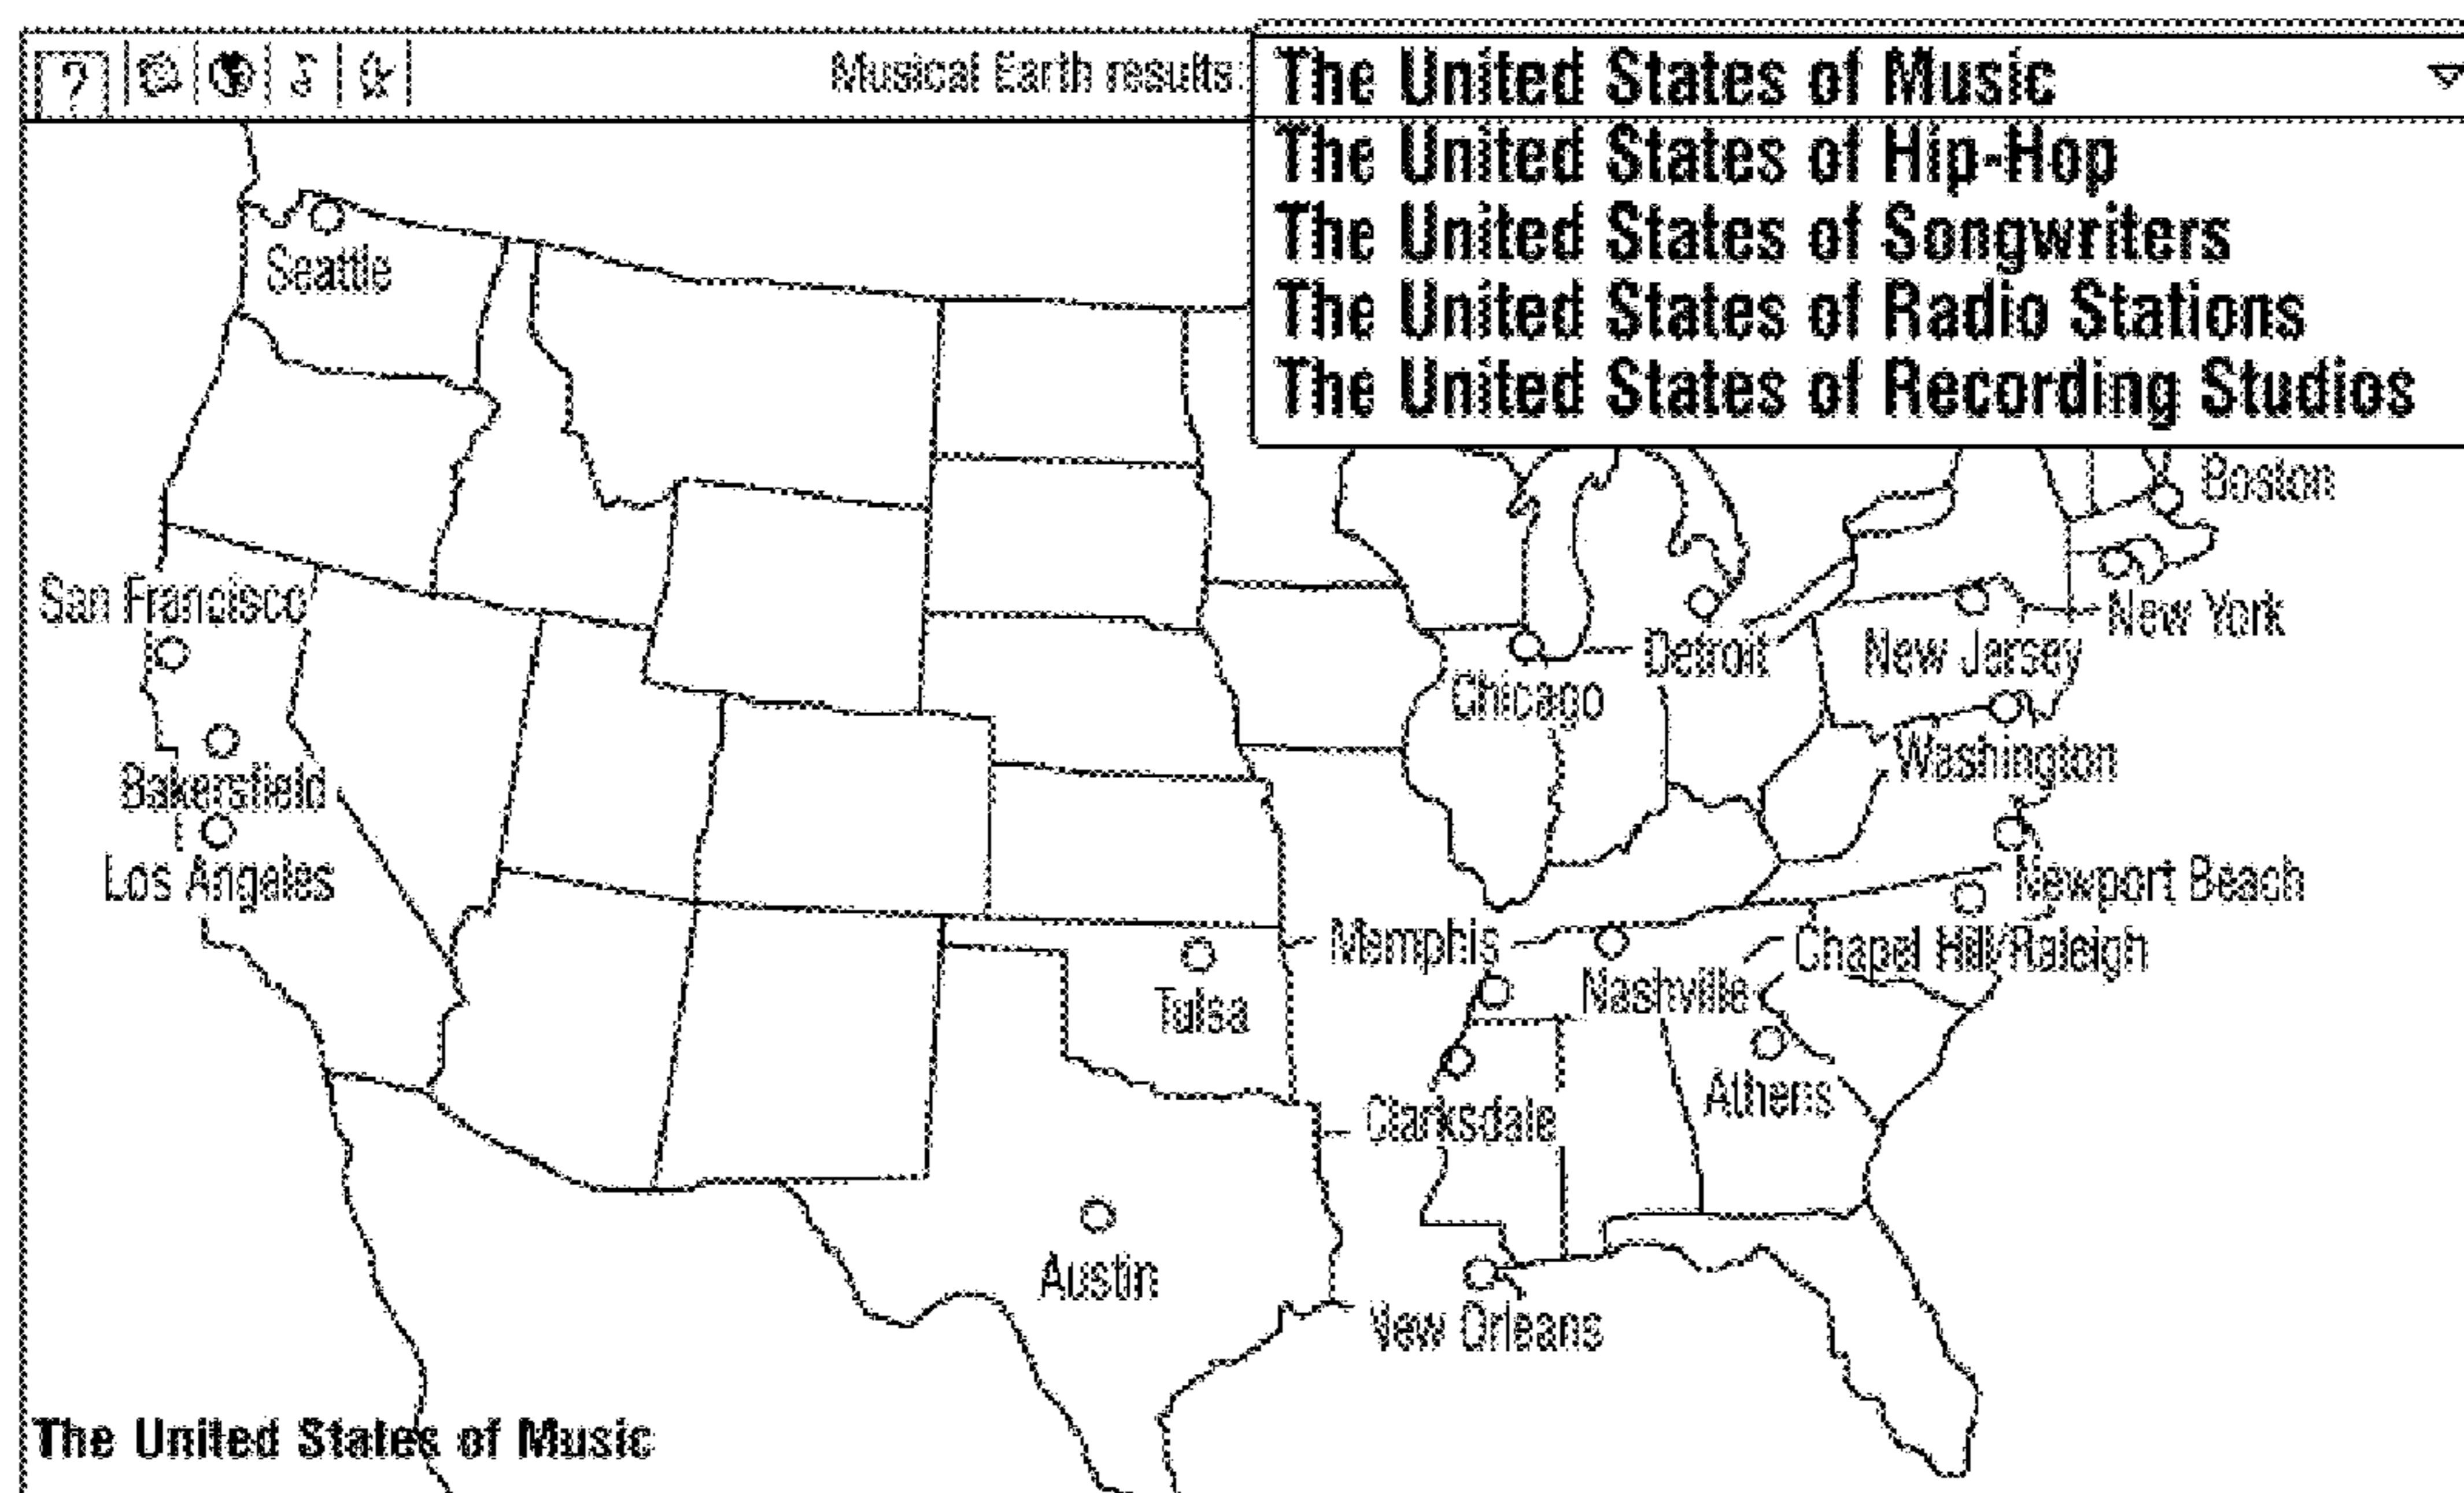 ?
Musical Earth results:
The United States of Music
The United States of Hip-Hop
The United States of Songwriters
The United States of Radio Stations
The United States of Recording Studios
Seattle
Boston
San Francisco
New York
Detroit
New Jersey
Chicago
Washington
Bakersfield
Los Angales
Newport Beach
Memphis
Chapel Hill/Raleigh
Nashville
Tulsa
Athens
Clarksdale
Austin
New Orleans
The United States of Music